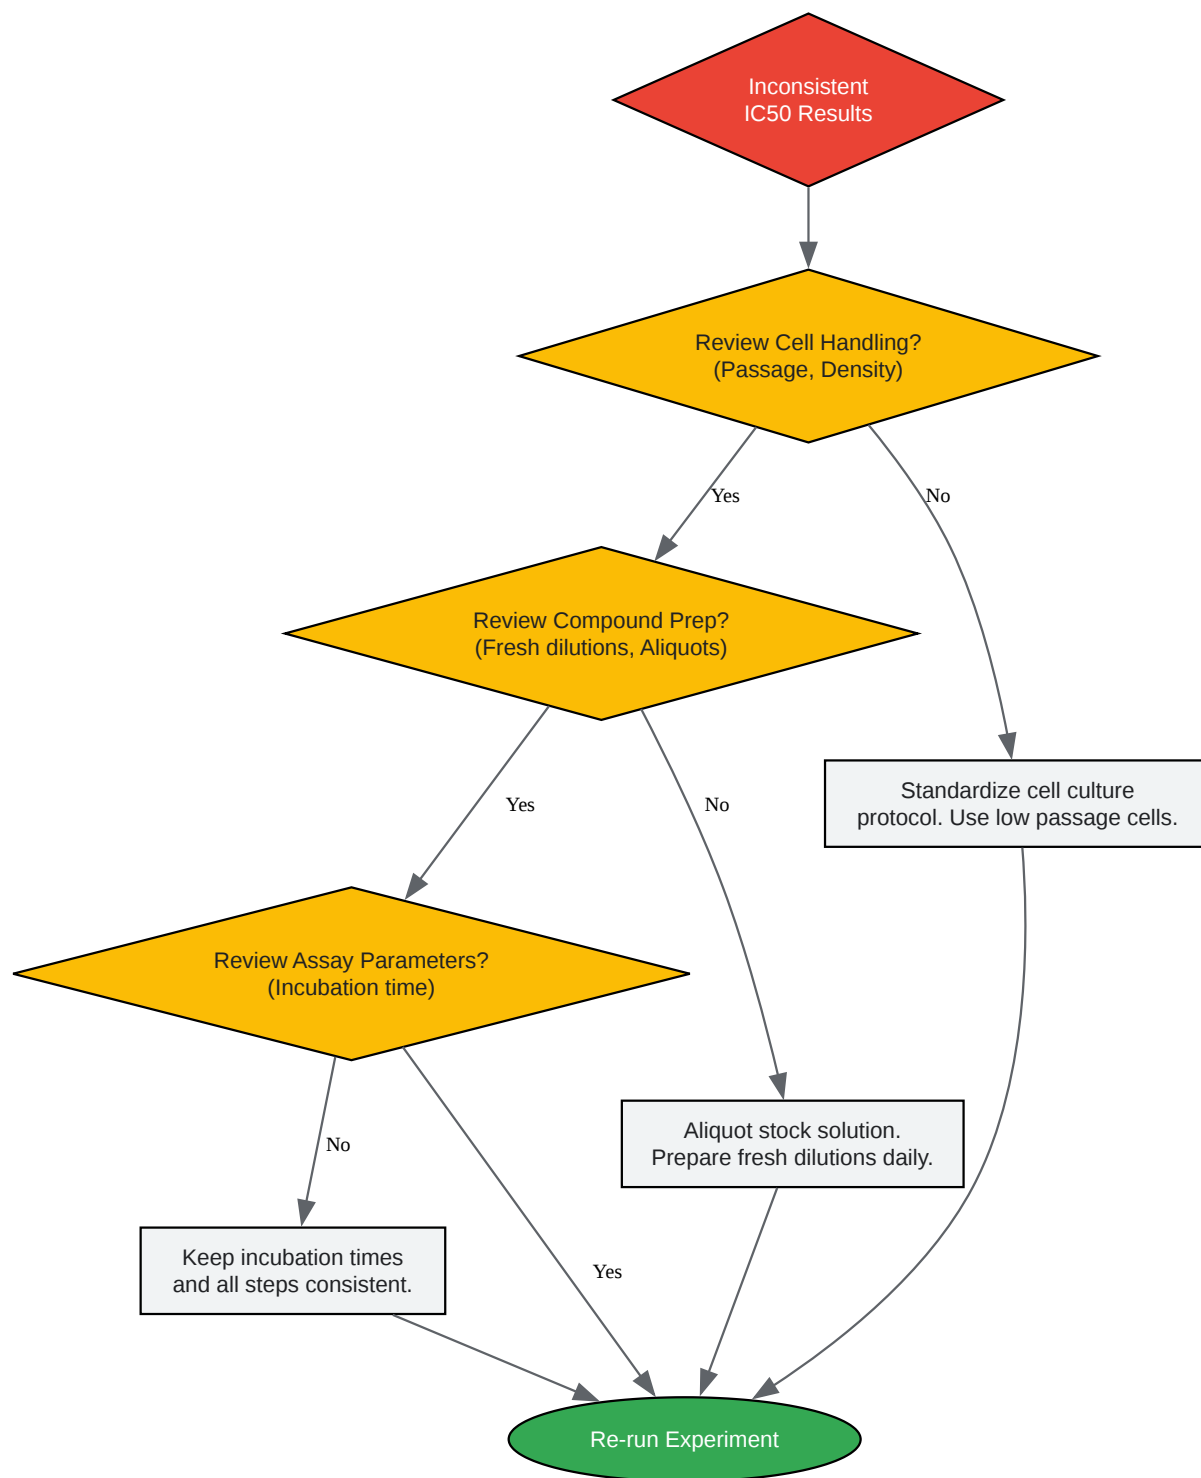 Inconsistent
IC50 Results
Review Cell Handling?
(Passage, Density)
Yes
No
Review Compound Prep?
(Fresh dilutions, Aliquots)
Yes
No
Standardize cell culture
protocol. Use low passage cells.
Review Assay Parameters?
(Incubation time)
No
Yes
Aliquot stock solution.
Prepare fresh dilutions daily.
Keep incubation times
and all steps consistent.
Re-run Experiment